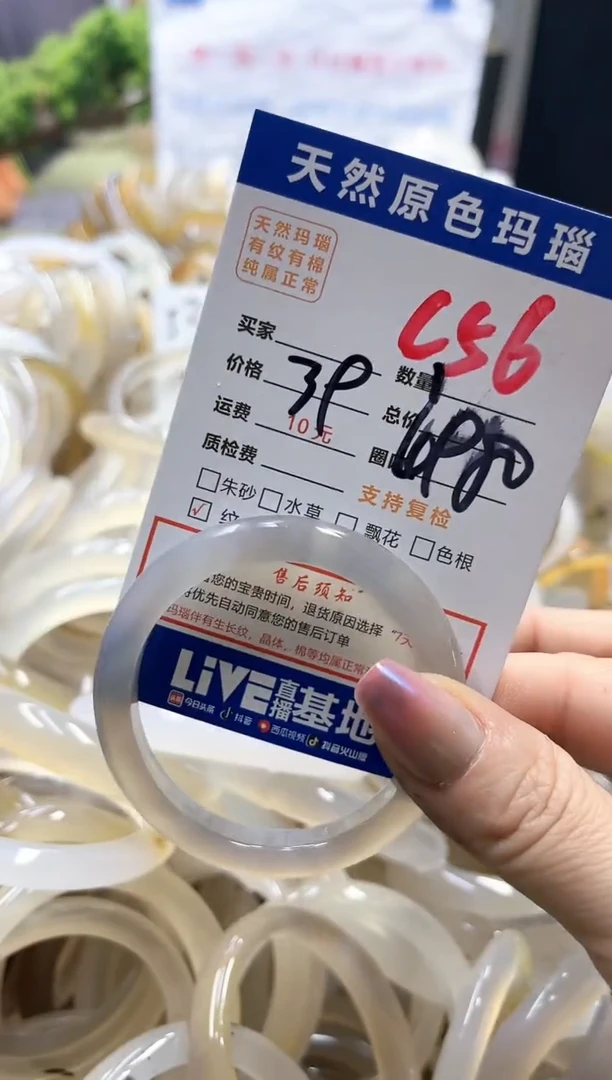 天然原色玛瑙
天然玛瑙
有纹有棉
纯属正常
C56
买家
数量
价格 39
总价
运费 10元
质检费
圈
支持复检
朱砂 水草 飘花 色根
纹
售后须知
您的宝贵时间，退货原因选择 "7天
优先自动同意您的售后订单
玛瑙伴有生长纹、晶体、棉等均属正常
LIVE直播基地
头条 今日头条 抖音 西瓜视频 抖音火山版